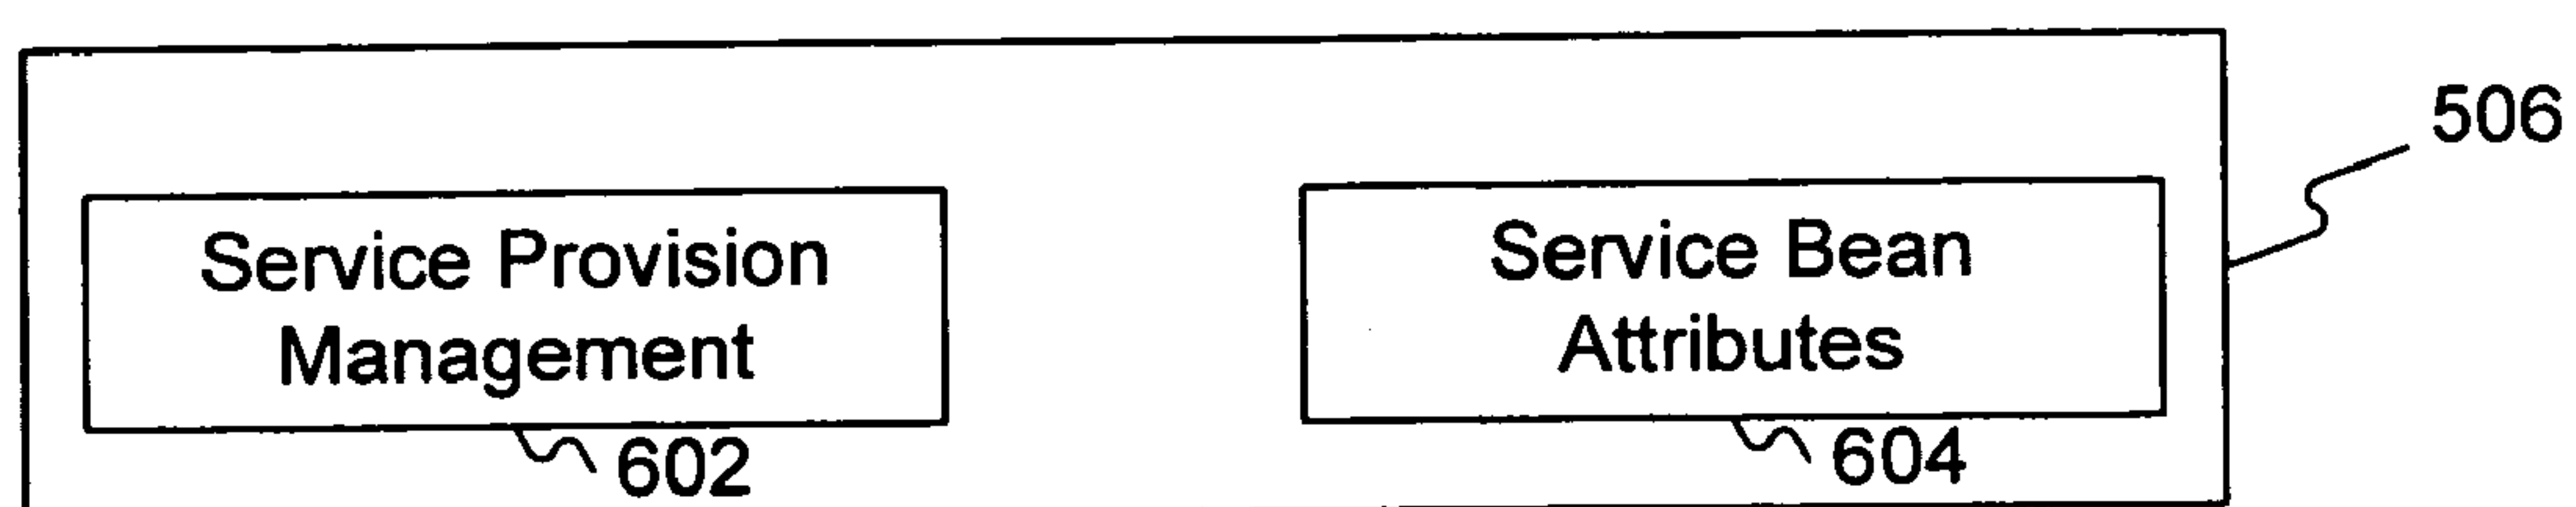 506
Service Provision
Management
602
Service Bean
Attributes
604